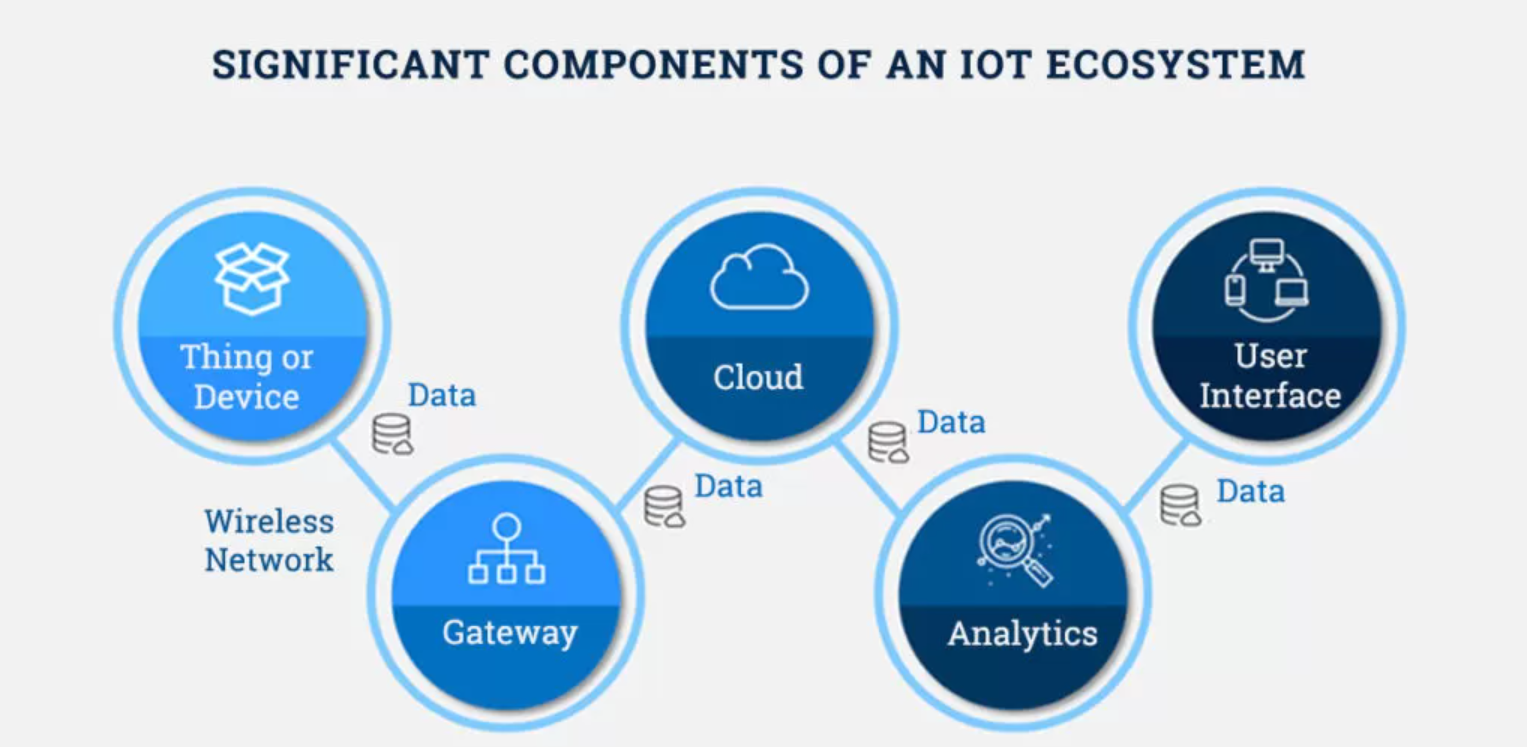 SIGNIFICANT COMPONENTS OF AN IOT ECOSYSTEM
Thing or
Device
Data
Wireless
Network
Gateway
Data
Cloud
Data
Analytics
Data
User
Interface